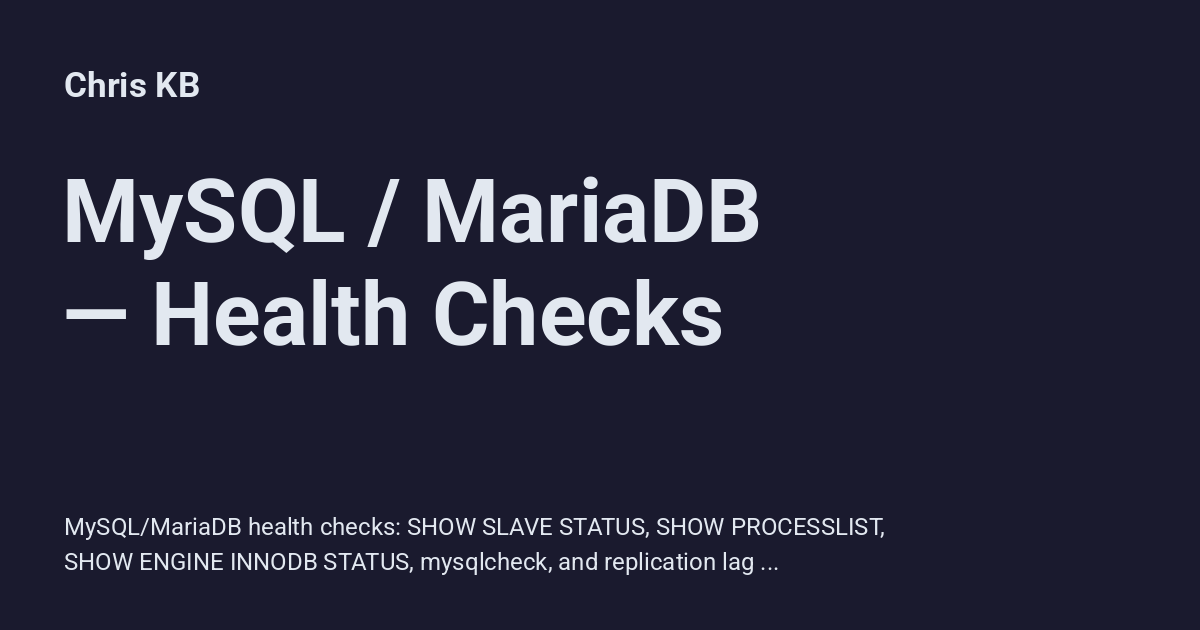 Chris KB
MySQL / MariaDB
— Health Checks
MySQL/MariaDB health checks: SHOW SLAVE STATUS, SHOW PROCESSLIST,
SHOW ENGINE INNODB STATUS, mysqlcheck, and replication lag ...